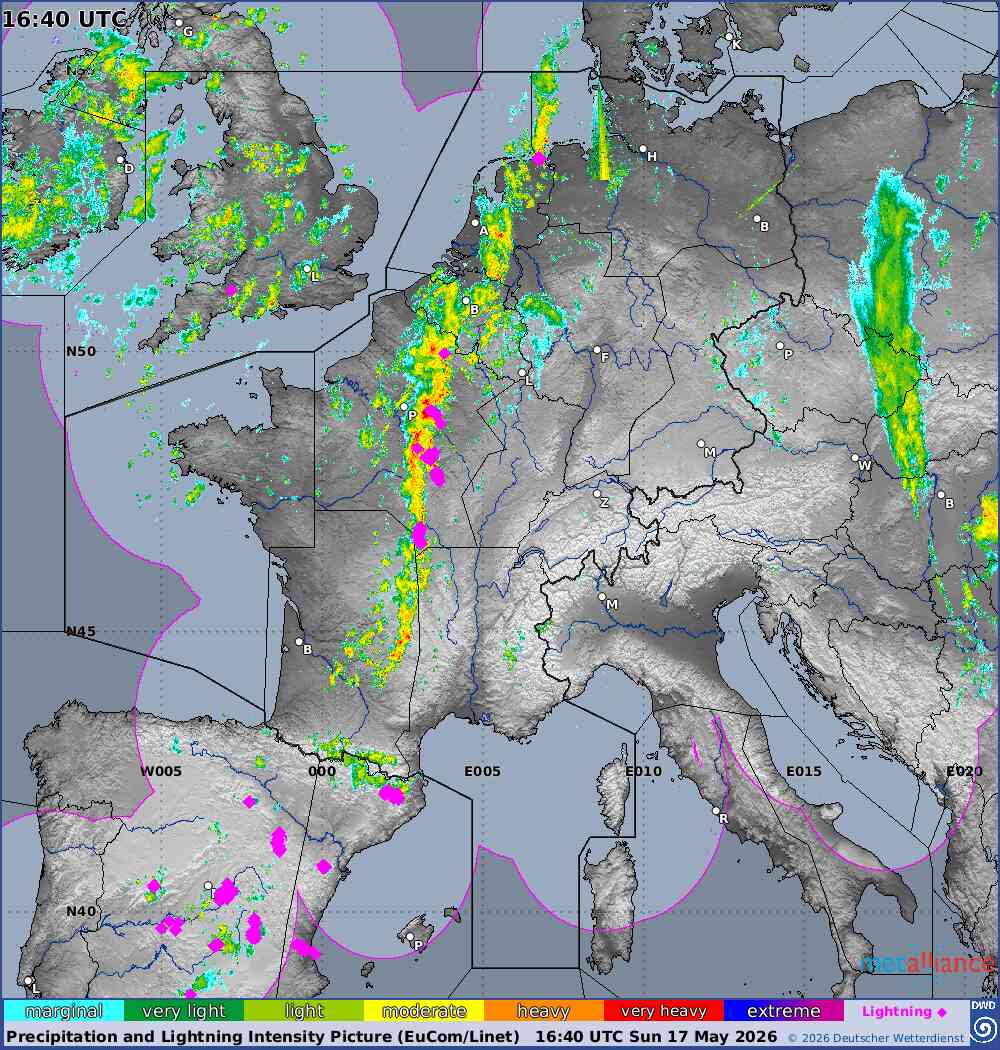 16:40 UTC
G
K
D
H
A
B
L
B
N50
F
P
L
P
M
W
Z
B
M
N45
B
W005
000
E005
E010
E015
E020
R
N40
P
L
metalliance
marginal very light light moderate heavy very heavy extreme Lightning
DWD
Precipitation and Lightning Intensity Picture (EuCom/Linet) 16:40 UTC Sun 17 May 2026 © 2026 Deutscher Wetterdienst